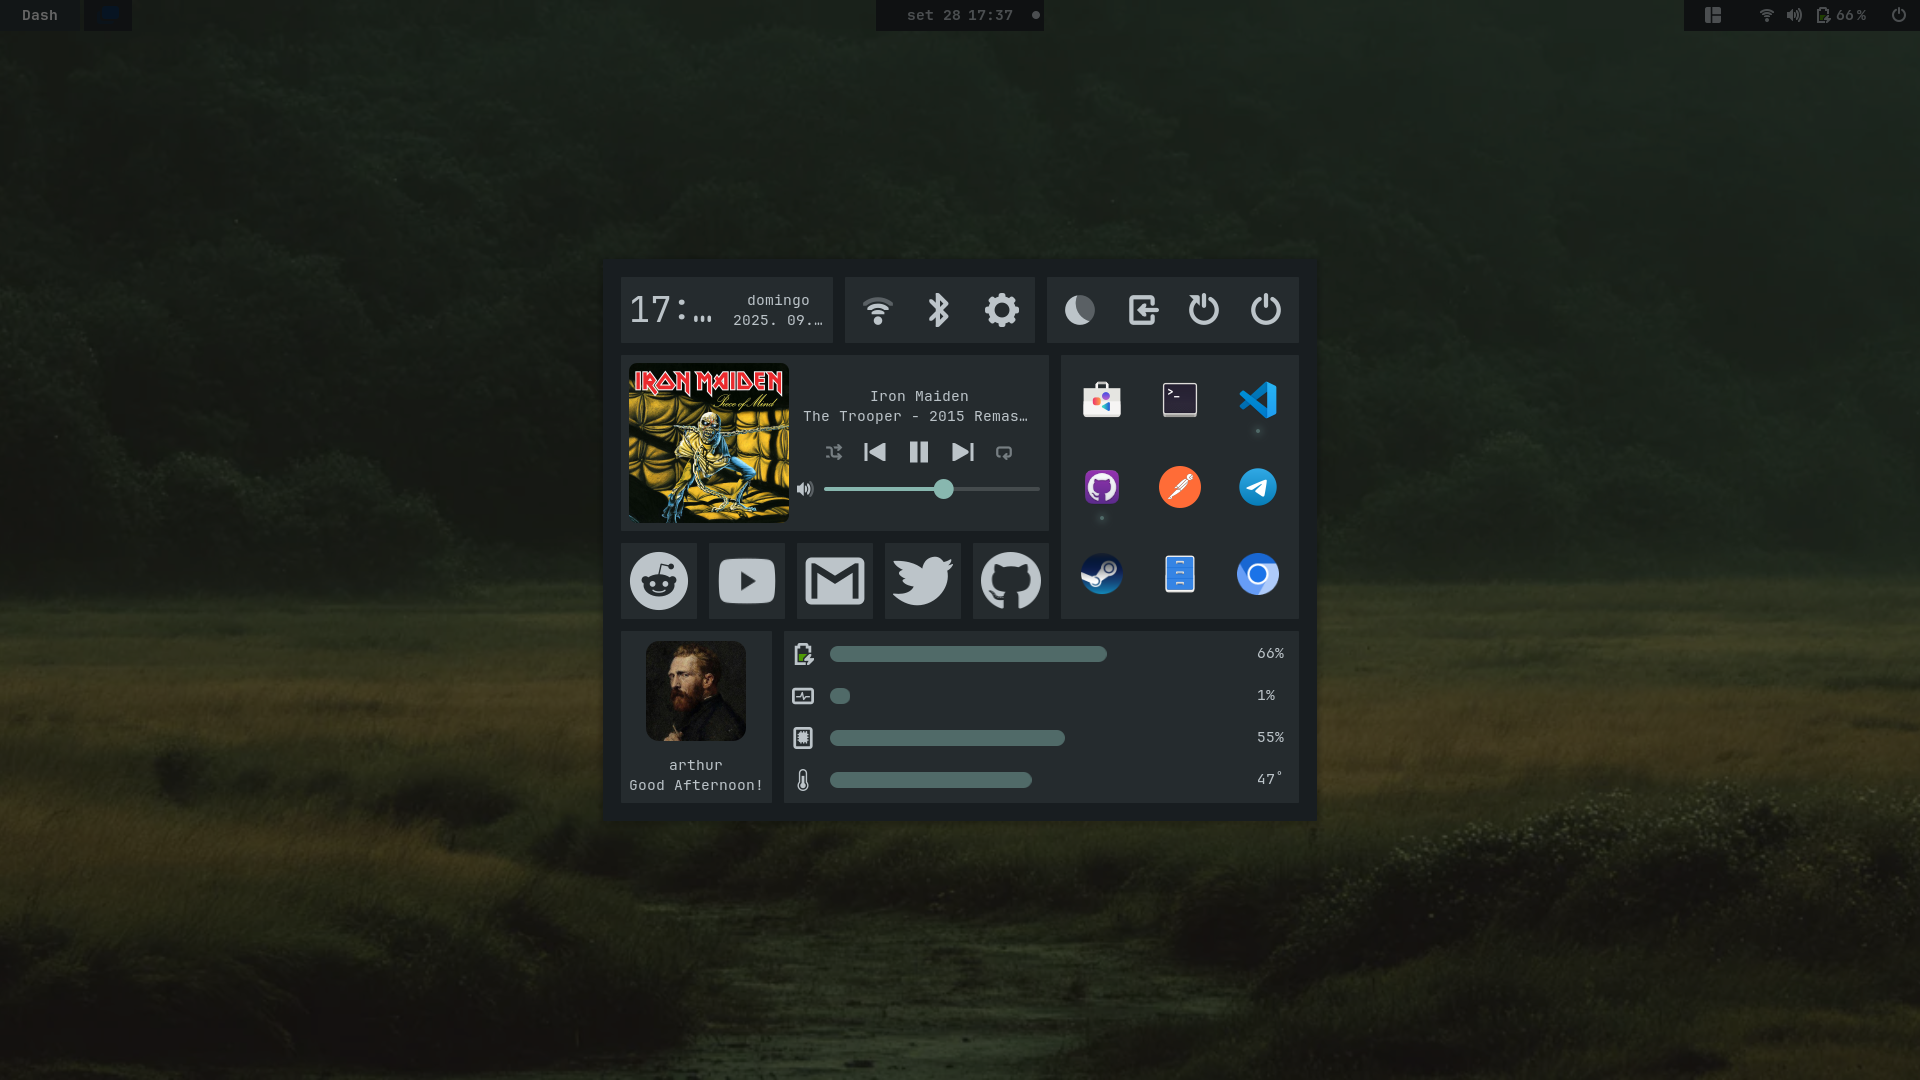 Dash
set 28 17:37
66%
17:…
domingo
2025. 09.…
IRON MAIDEN
Piece of Mind
Iron Maiden
The Trooper - 2015 Remas…
>_
66%
1%
55%
47°
arthur
Good Afternoon!